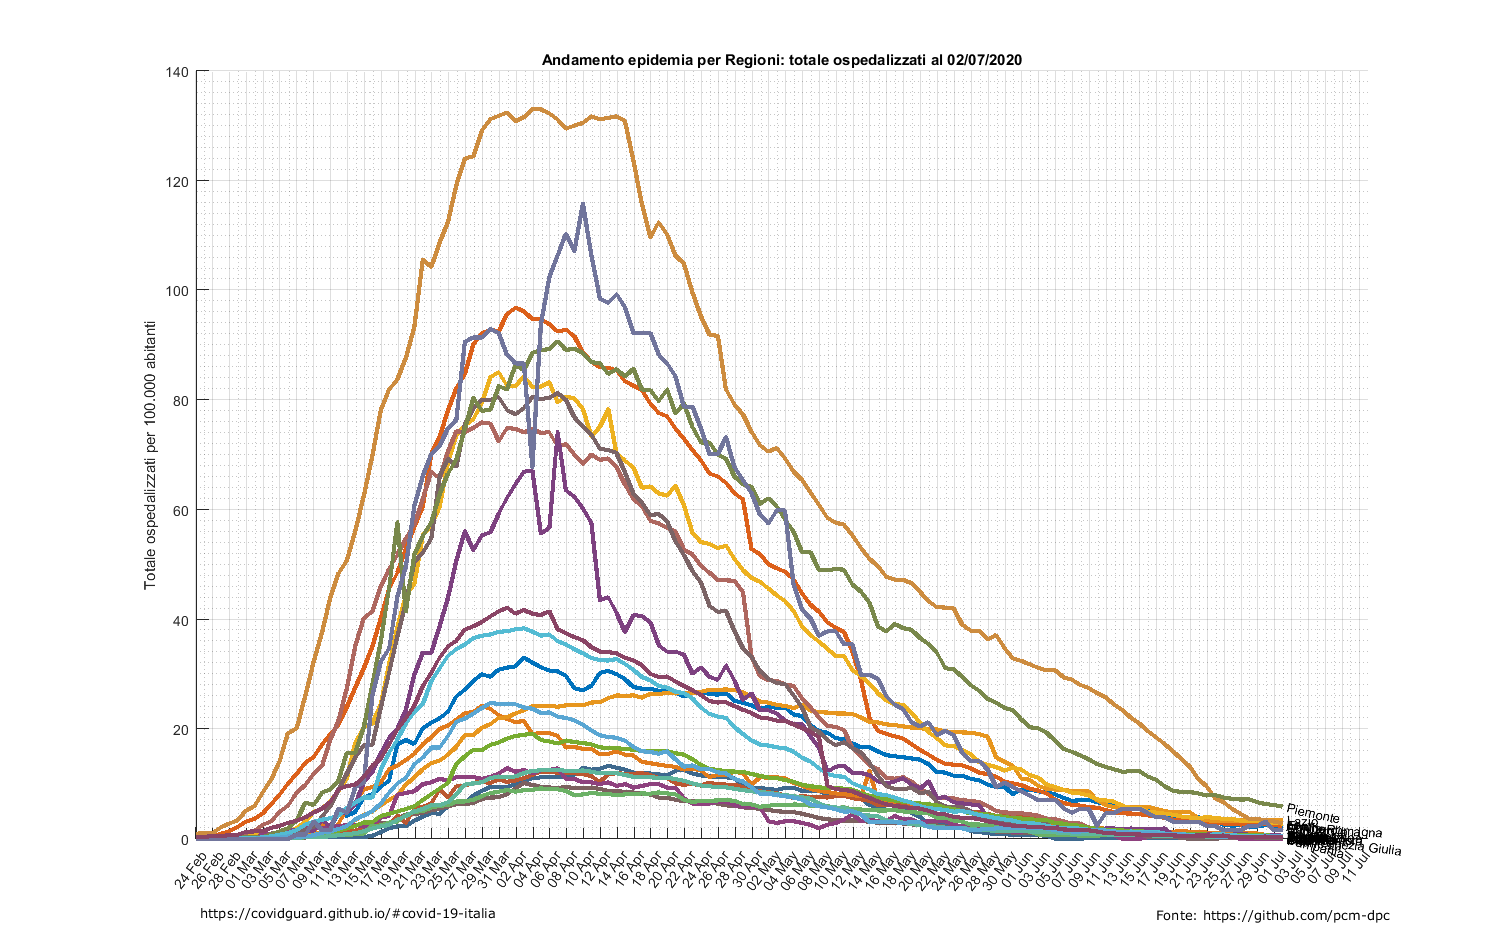 Andamento epidemia per Regioni: totale ospedalizzati al 02/07/2020
140
120
100
80
60
40
20
0
Totale ospedalizzati per 100.000 abitanti
24 Feb
26 Feb
28 Feb
01 Mar
03 Mar
05 Mar
07 Mar
09 Mar
11 Mar
13 Mar
15 Mar
17 Mar
19 Mar
21 Mar
23 Mar
25 Mar
27 Mar
29 Mar
31 Mar
02 Apr
04 Apr
06 Apr
08 Apr
10 Apr
12 Apr
14 Apr
16 Apr
18 Apr
20 Apr
22 Apr
24 Apr
26 Apr
28 Apr
30 Apr
02 May
04 May
06 May
08 May
10 May
12 May
14 May
16 May
18 May
20 May
22 May
24 May
26 May
28 May
30 May
01 Jun
03 Jun
05 Jun
07 Jun
09 Jun
11 Jun
13 Jun
15 Jun
17 Jun
19 Jun
21 Jun
23 Jun
25 Jun
27 Jun
29 Jun
01 Jul
03 Jul
05 Jul
07 Jul
09 Jul
11 Jul
Piemonte
Lazio
https://covidguard.github.io/#covid-19-italia
Fonte: https://github.com/pcm-dpc